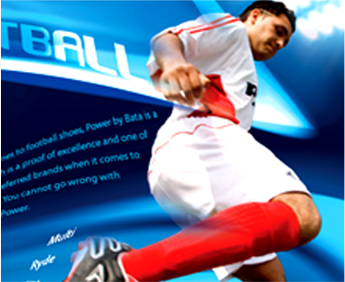 TBALL
to football shoes, Power by Bata is a
is a proof of excellence and one of
eferred brands when it comes to
You cannot go wrong with
Power.
Multi
Ryde